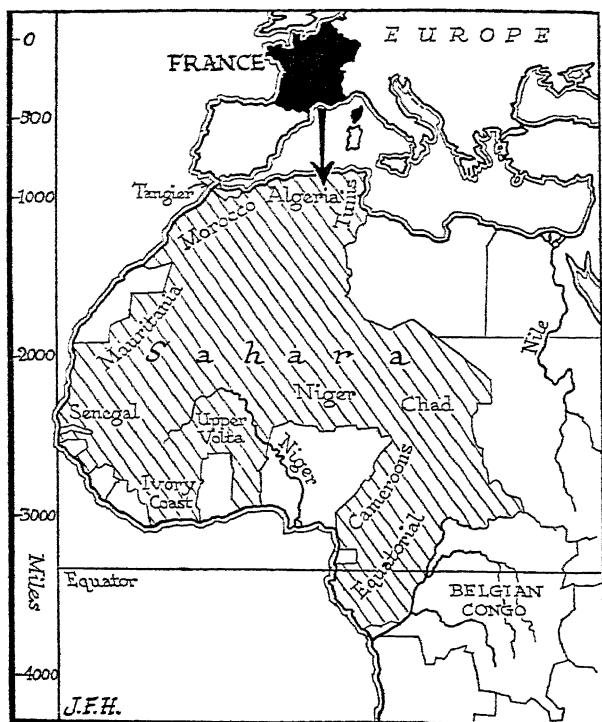 0
EUROPE
FRANCE
500
Tangier
1000
Algeria
Tunis
Morocco
Mauritania
Sahara
Nile
2000
Niger
Chad
Senegal
Upper
Volta
Niger
Ivory
Coast
Cameroons
3000
Equatorial
Equator
Miles
BELGIAN
CONGO
4000
J.F.H.